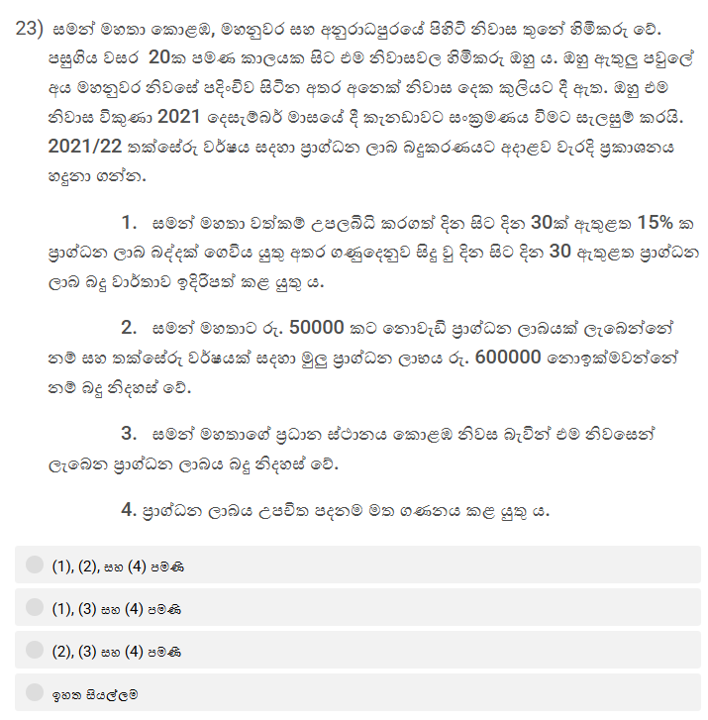 23) සමන් මහතා කොළඹ, මහනුවර සහ අනුරාධපුරයේ පිහිටි නිවාස තුනේ හිමිකරු වේ.
පසුගිය වසර 20ක පමණ කාලයක සිට එම නිවාසවල හිමිකරු ඔහු ය. ඔහු ඇතුලු පවුලේ
අය මහනුවර නිවසේ පදිංචිව සිටින අතර අනෙක් නිවාස දෙක කුලියට දී ඇත. ඔහු එම
නිවාස විකුණා 2021 දෙසැම්බර් මාසයේ දී කැනඩාවට සංක්‍රමණය වීමට සැලසුම් කරයි.
2021/22 තක්සේරු වර්ෂය සදහා ප්‍රාග්ධන ලාබ බදුකරණයට අදාළව වැරදි ප්‍රකාශනය
හදුනා ගන්න.
1. සමන් මහතා වත්කම් උපලබිධි කරගත් දින සිට දින 30ක් ඇතුළත 15% ක
ප්‍රාග්ධන ලාබ බද්දක් ගෙවිය යුතු අතර ගණුදෙනුව සිදු වු දින සිට දින 30 ඇතුළත ප්‍රාග්ධන
ලාබ බදු වාර්තාව ඉදිරිපත් කළ යුතු ය.
2. සමන් මහතාට රු. 50000 කට නොවැඩි ප්‍රාග්ධන ලාබයක් ලැබෙන්නේ
නම් සහ තක්සේරු වර්ෂයක් සදහා මුලු ප්‍රාග්ධන ලාභය රු. 600000 නොඉක්මවන්නේ
නම් බදු නිදහස් වේ.
3. සමන් මහතාගේ ප්‍රධාන ස්ථානය කොළඹ නිවස බැවින් එම නිවසෙන්
ලැබෙන ප්‍රාග්ධන ලාබය බදු නිදහස් වේ.
4. ප්‍රාග්ධන ලාබය උපචිත පදනම මත ගණනය කළ යුතු ය.
(1), (2), සහ (4) පමණි
(1), (3) සහ (4) පමණි
(2), (3) සහ (4) පමණි
ඉහත සියල්ලම